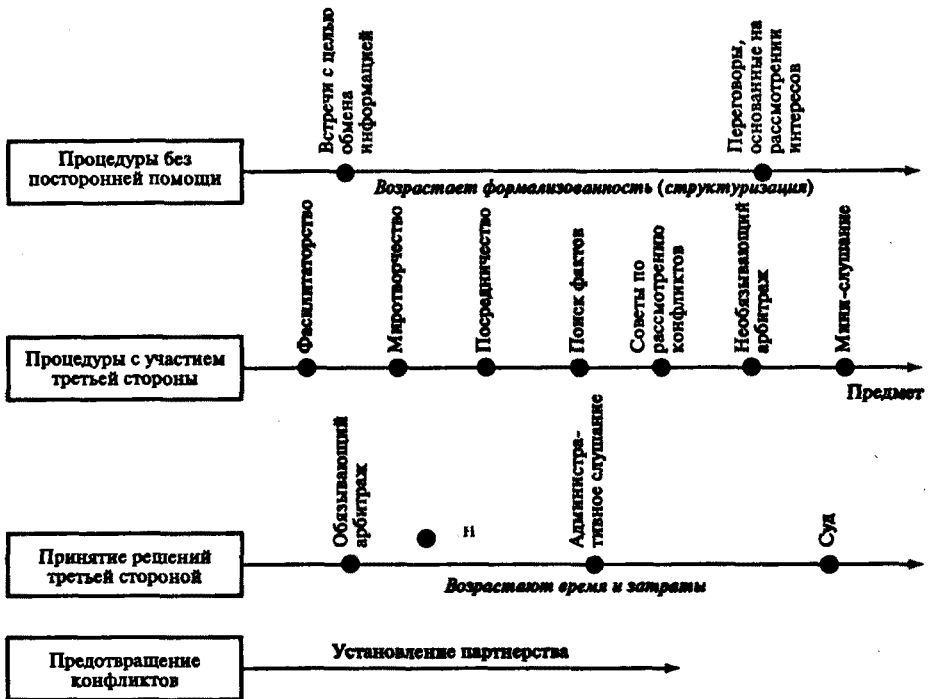 Встречи с целью
обмена
информацией
Переговоры,
основанные на
рассмотрении
интересов
Процедуры без
посторонней помощи
Возрастает формализованность (структуризация)
Фасилитаторство
Миротворчество
Посредничество
Поиск фактов
Советы по
рассмотрению
конфликтов
Необязывающий
арбитраж
Мини-слушание
Процедуры с участием
третьей стороны
Предмет
Обязывающий
арбитраж
н
Администра-
тивное слушание
Суд
Принятие решений
третьей стороной
Возрастают время и затраты
Предотвращение
конфликтов
Установление партнерства